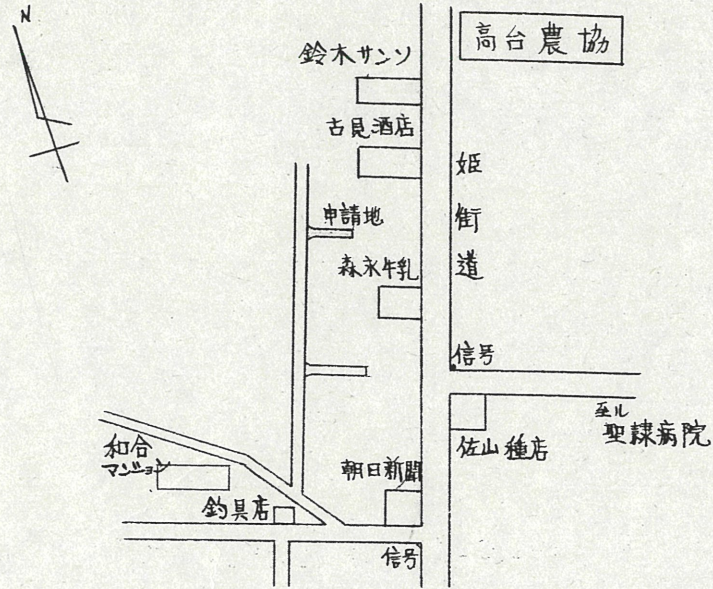 N
高台農協
鈴木サンソ
古見酒店
姫街道
申請地
森永牛乳
信号
至ル
聖隷病院
佐山種店
和合
マンション
朝日新聞
釣具店
信号